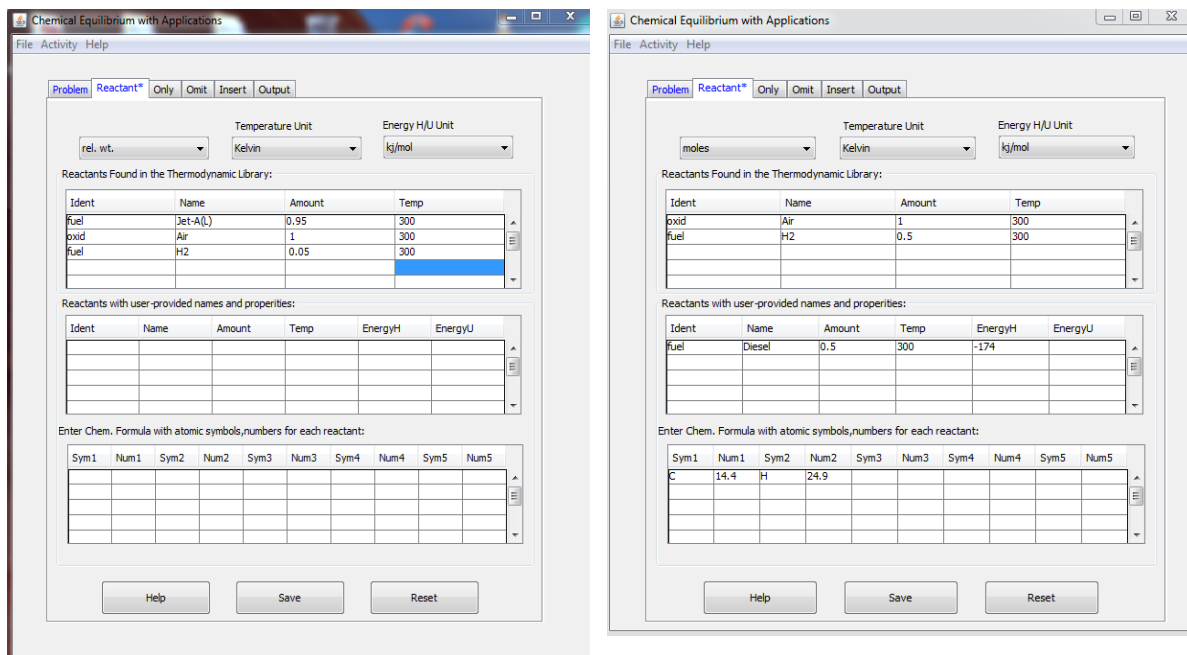 Chemical Equilibrium with Applications
File Activity Help
Problem Reactant* Only Omit Insert Output
Temperature Unit Energy H/U Unit
rel. wt. Kelvin kj/mol
Reactants Found in the Thermodynamic Library:
Ident Name Amount Temp
fuel Jet-A(L) 0.95 300
oxid Air 1 300
fuel H2 0.05 300
Reactants with user-provided names and properities:
Ident Name Amount Temp EnergyH EnergyU
Enter Chem. Formula with atomic symbols,numbers for each reactant:
Sym1 Num1 Sym2 Num2 Sym3 Num3 Sym4 Num4 Sym5 Num5
Help Save Reset
Chemical Equilibrium with Applications
File Activity Help
Problem Reactant* Only Omit Insert Output
Temperature Unit Energy H/U Unit
moles Kelvin kj/mol
Reactants Found in the Thermodynamic Library:
Ident Name Amount Temp
oxid Air 1 300
fuel H2 0.5 300
Reactants with user-provided names and properities:
Ident Name Amount Temp EnergyH EnergyU
fuel Diesel 0.5 300 -174
Enter Chem. Formula with atomic symbols,numbers for each reactant:
Sym1 Num1 Sym2 Num2 Sym3 Num3 Sym4 Num4 Sym5 Num5
C 14.4 H 24.9
Help Save Reset